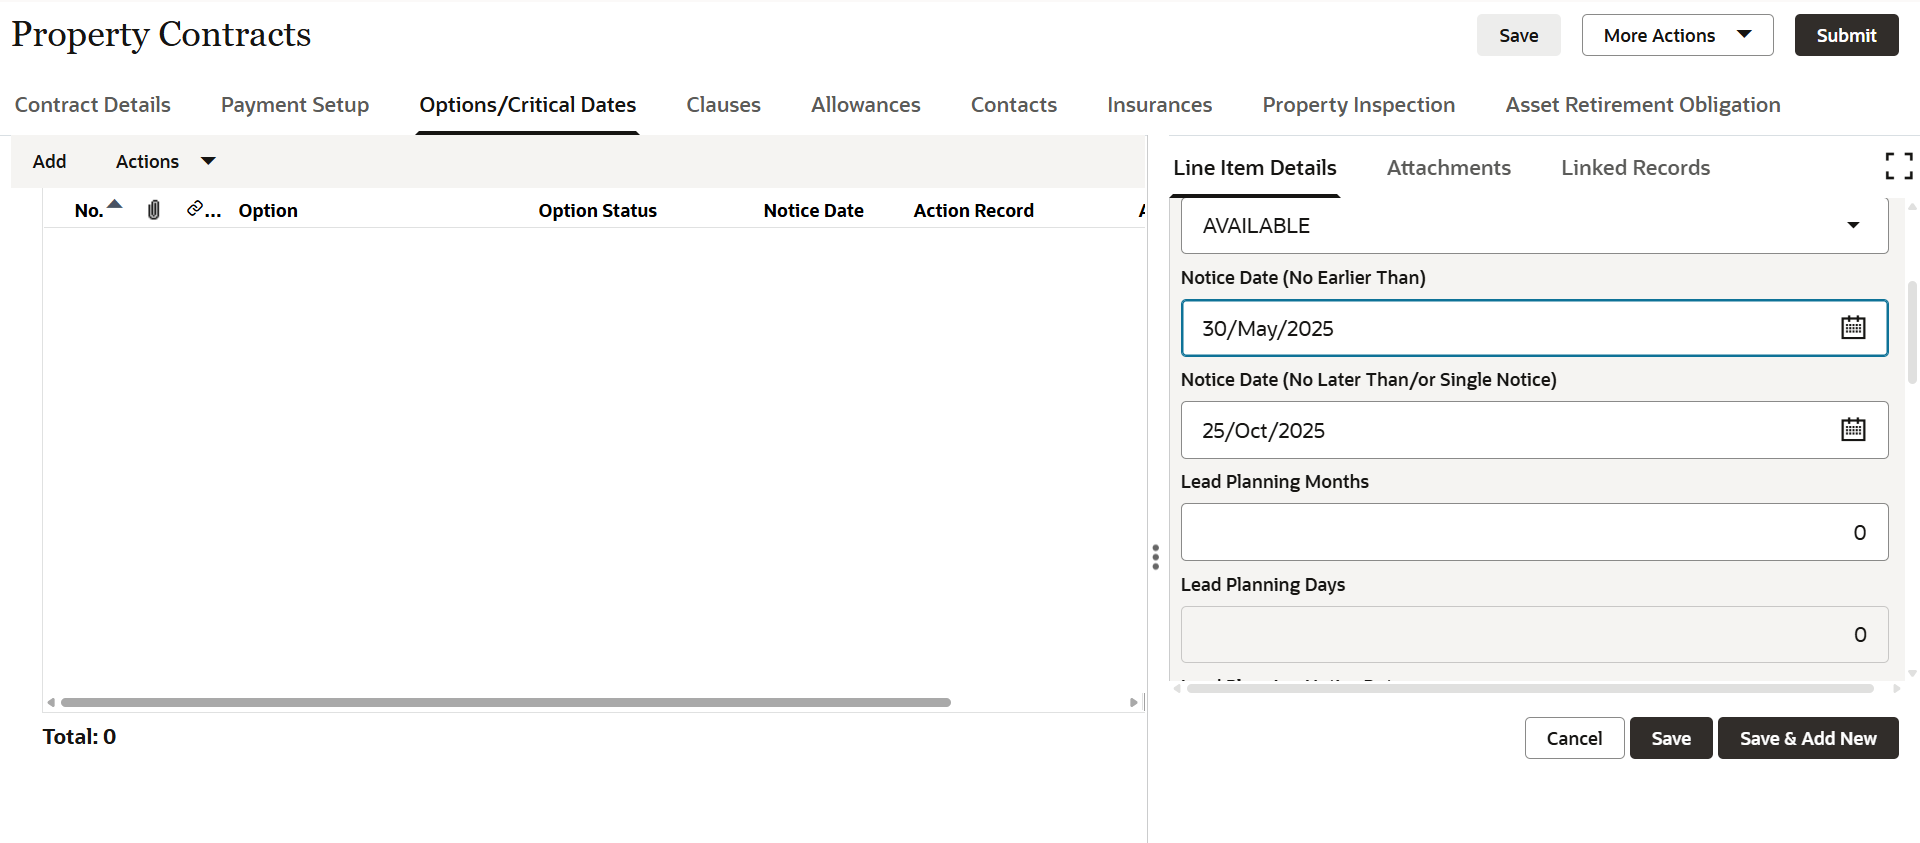 Property Contracts
Save
More Actions
Submit
Contract Details
Payment Setup
Options/Critical Dates
Clauses
Allowances
Contacts
Insurances
Property Inspection
Asset Retirement Obligation
Add
Actions
No.
...
Option
Option Status
Notice Date
Action Record
Total: 0
Line Item Details
Attachments
Linked Records
AVAILABLE
Notice Date (No Earlier Than)
30/May/2025
Notice Date (No Later Than/or Single Notice)
25/Oct/2025
Lead Planning Months
0
Lead Planning Days
0
Cancel
Save
Save & Add New